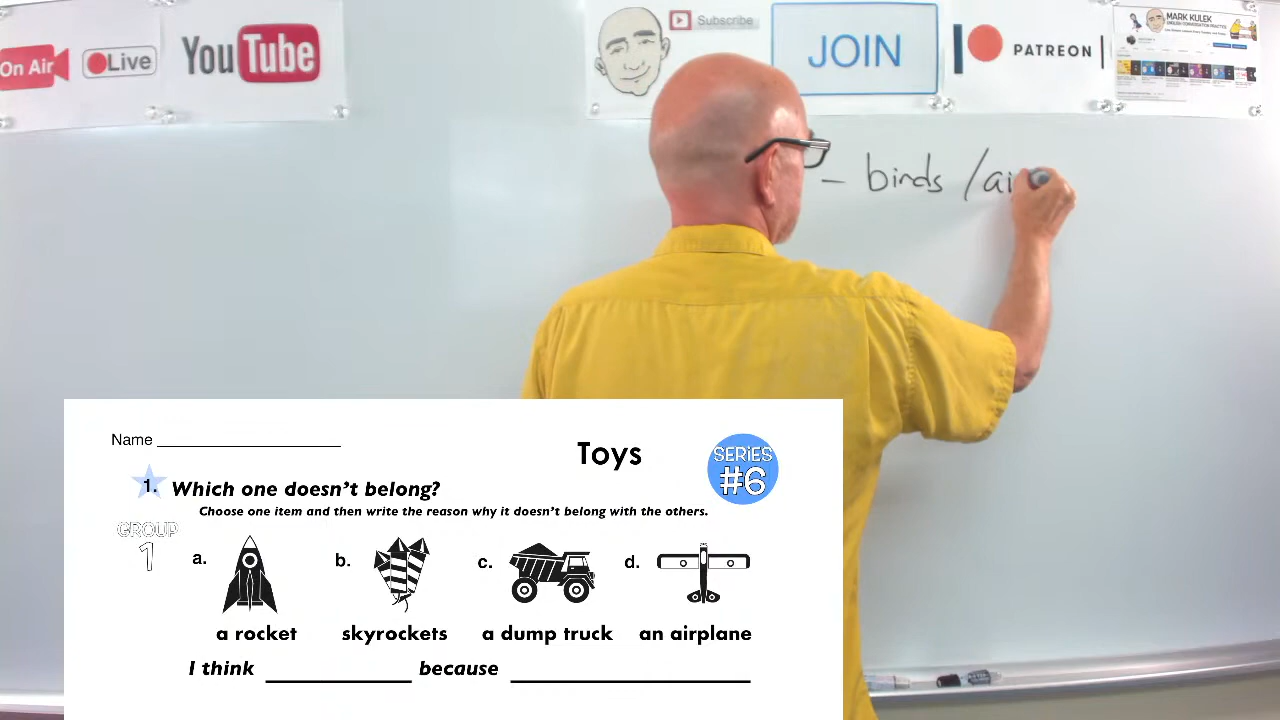 On Air
Live
YouTube
Subscribe
JOIN
PATREON
MARK KULEK
– birds / ai
Name
Toys
SERIES
#6
1. Which one doesn't belong?
Choose one item and then write the reason why it doesn't belong with the others.
GROUP
1
a. b. c. d.
a rocket skyrockets a dump truck an airplane
I think because